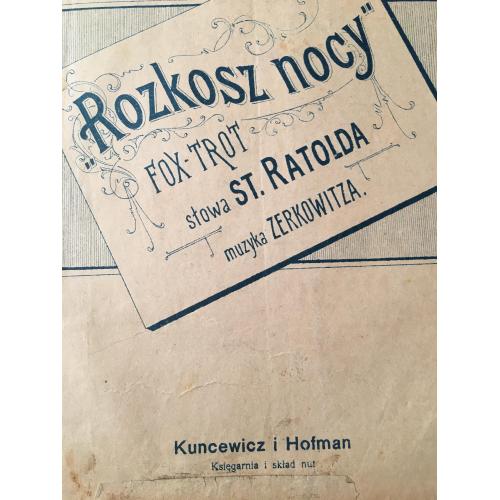 "Rozkosz nocy"
FOX-TROT
słowa ST. RATOLDA
muzyka ZERKOWITZA.
Kuncewicz i Hofman
Księgarnia i skład nut